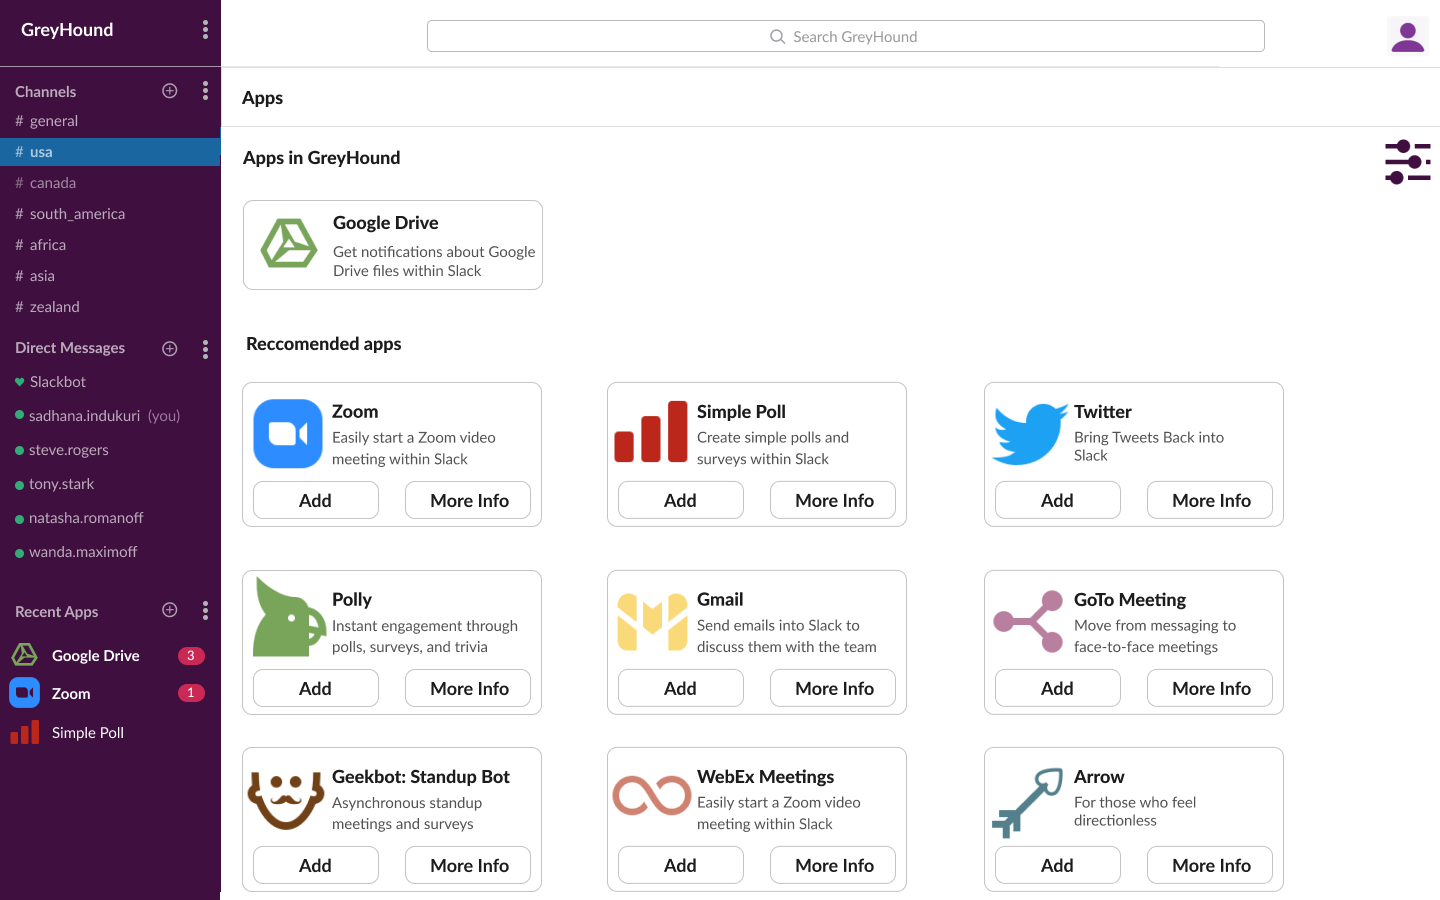 GreyHound
Search GreyHound
Channels
# general
# usa
# canada
# south_america
# africa
# asia
# zealand
Direct Messages
Slackbot
sadhana.indukuri (you)
steve.rogers
tony.stark
natasha.romanoff
wanda.maximoff
Recent Apps
Google Drive 3
Zoom 1
Simple Poll
Apps
Apps in GreyHound
Google Drive
Get notifications about Google
Drive files within Slack
Reccomended apps
Zoom
Easily start a Zoom video
meeting within Slack
Add More Info
Simple Poll
Create simple polls and
surveys within Slack
Add More Info
Twitter
Bring Tweets Back into
Slack
Add More Info
Polly
Instant engagement through
polls, surveys, and trivia
Add More Info
Gmail
Send emails into Slack to
discuss them with the team
Add More Info
GoTo Meeting
Move from messaging to
face-to-face meetings
Add More Info
Geekbot: Standup Bot
Asynchronous standup
meetings and surveys
Add More Info
WebEx Meetings
Easily start a Zoom video
meeting within Slack
Add More Info
Arrow
For those who feel
directionless
Add More Info